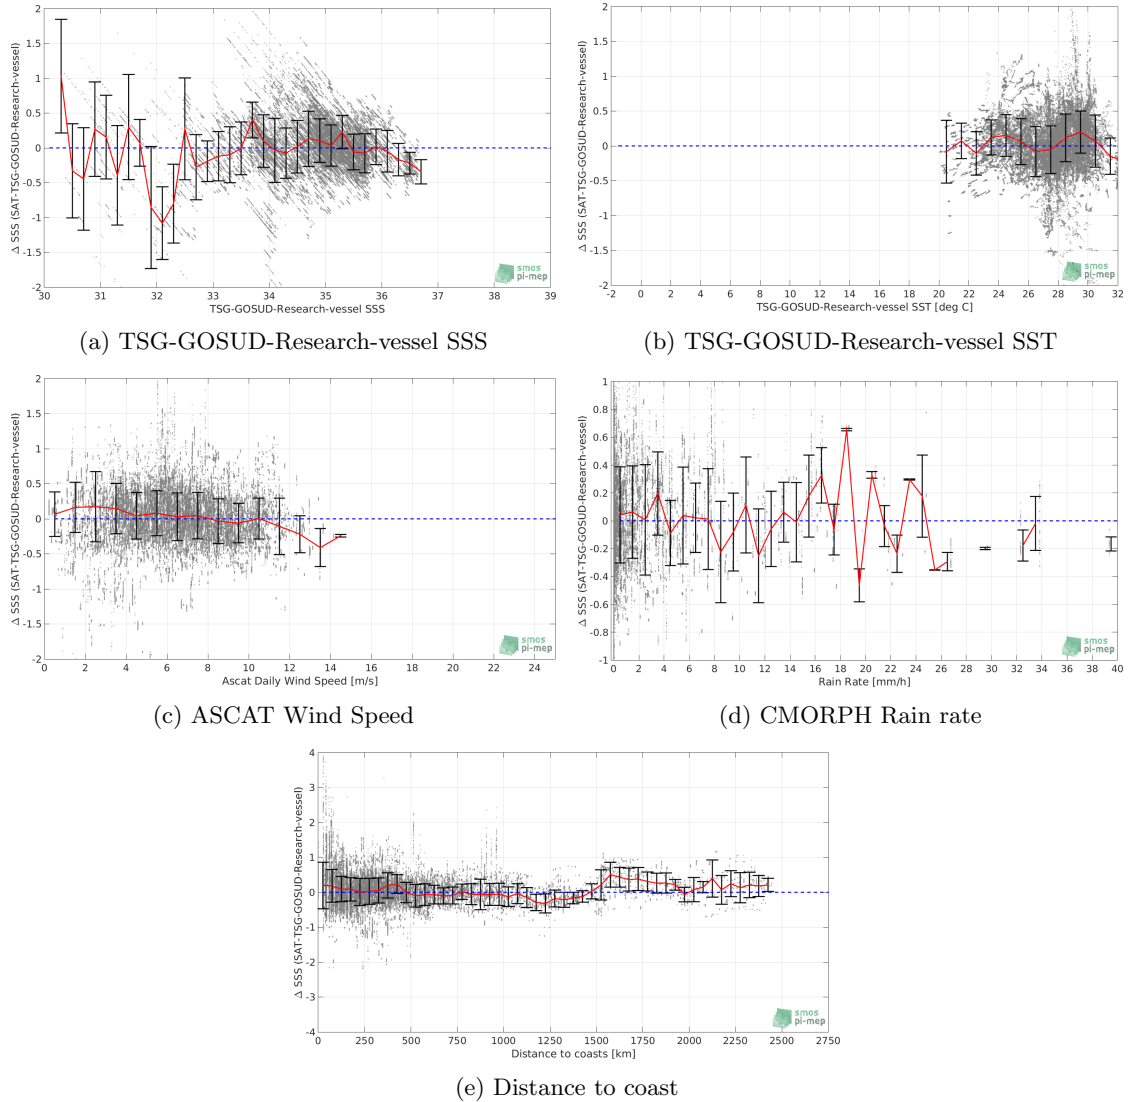 Δ SSS (SAT-TSG-GOSUD-Research-vessel)
2
1.5
1
0.5
0
-0.5
-1
-1.5
-2
30 31 32 33 34 35 36 37 38 39
TSG-GOSUD-Research-vessel SSS
smos
pi-mep
(a) TSG-GOSUD-Research-vessel SSS
Δ SSS (SAT-TSG-GOSUD-Research-vessel)
2
1.5
1
0.5
0
-0.5
-1
-1.5
-2
-2 0 2 4 6 8 10 12 14 16 18 20 22 24 26 28 30 32
TSG-GOSUD-Research-vessel SST [deg C]
smos
pi-mep
(b) TSG-GOSUD-Research-vessel SST
Δ SSS (SAT-TSG-GOSUD-Research-vessel)
2
1.5
1
0.5
0
-0.5
-1
-1.5
-2
0 2 4 6 8 10 12 14 16 18 20 22 24
Ascat Daily Wind Speed [m/s]
smos
pi-mep
(c) ASCAT Wind Speed
Δ SSS (SAT-TSG-GOSUD-Research-vessel)
1
0.8
0.6
0.4
0.2
0
-0.2
-0.4
-0.6
-0.8
-1
0 2 4 6 8 10 12 14 16 18 20 22 24 26 28 30 32 34 36 38 40
Rain Rate [mm/h]
smos
pi-mep
(d) CMORPH Rain rate
Δ SSS (SAT-TSG-GOSUD-Research-vessel)
4
3
2
1
0
-1
-2
-3
-4
0 250 500 750 1000 1250 1500 1750 2000 2250 2500 2750
Distance to coasts [km]
smos
pi-mep
(e) Distance to coast